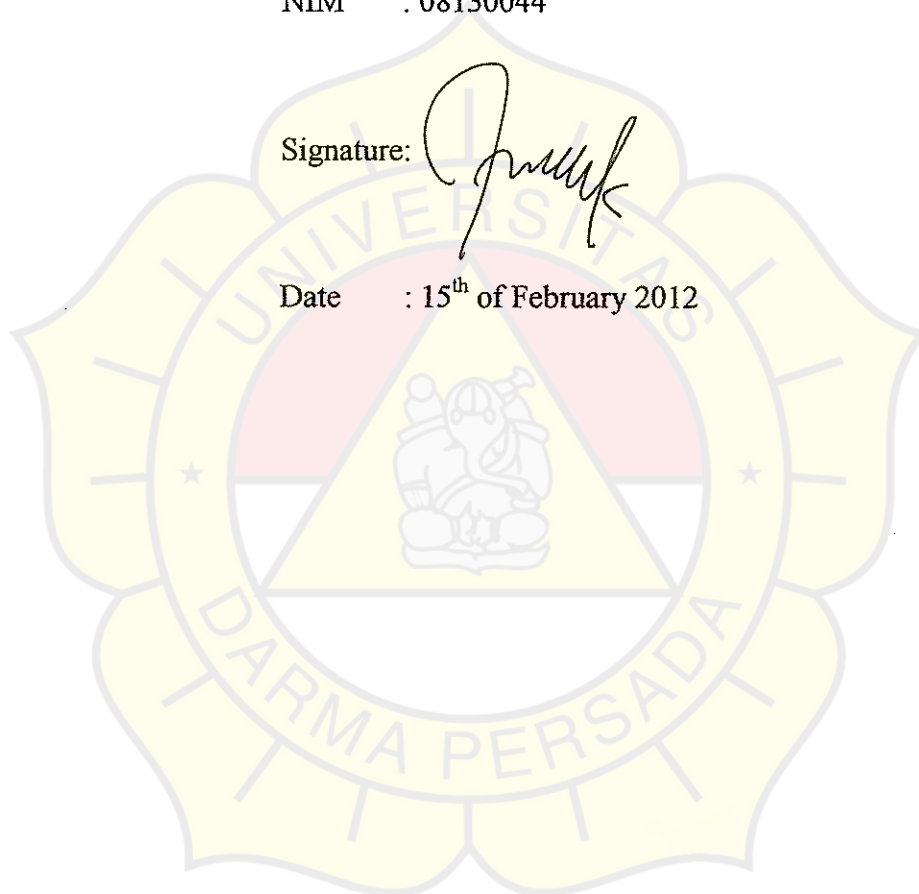 NIM : 08130044
Signature:
Date : 15th of February 2012
UNIVERSITAS
DARMA PERSADA